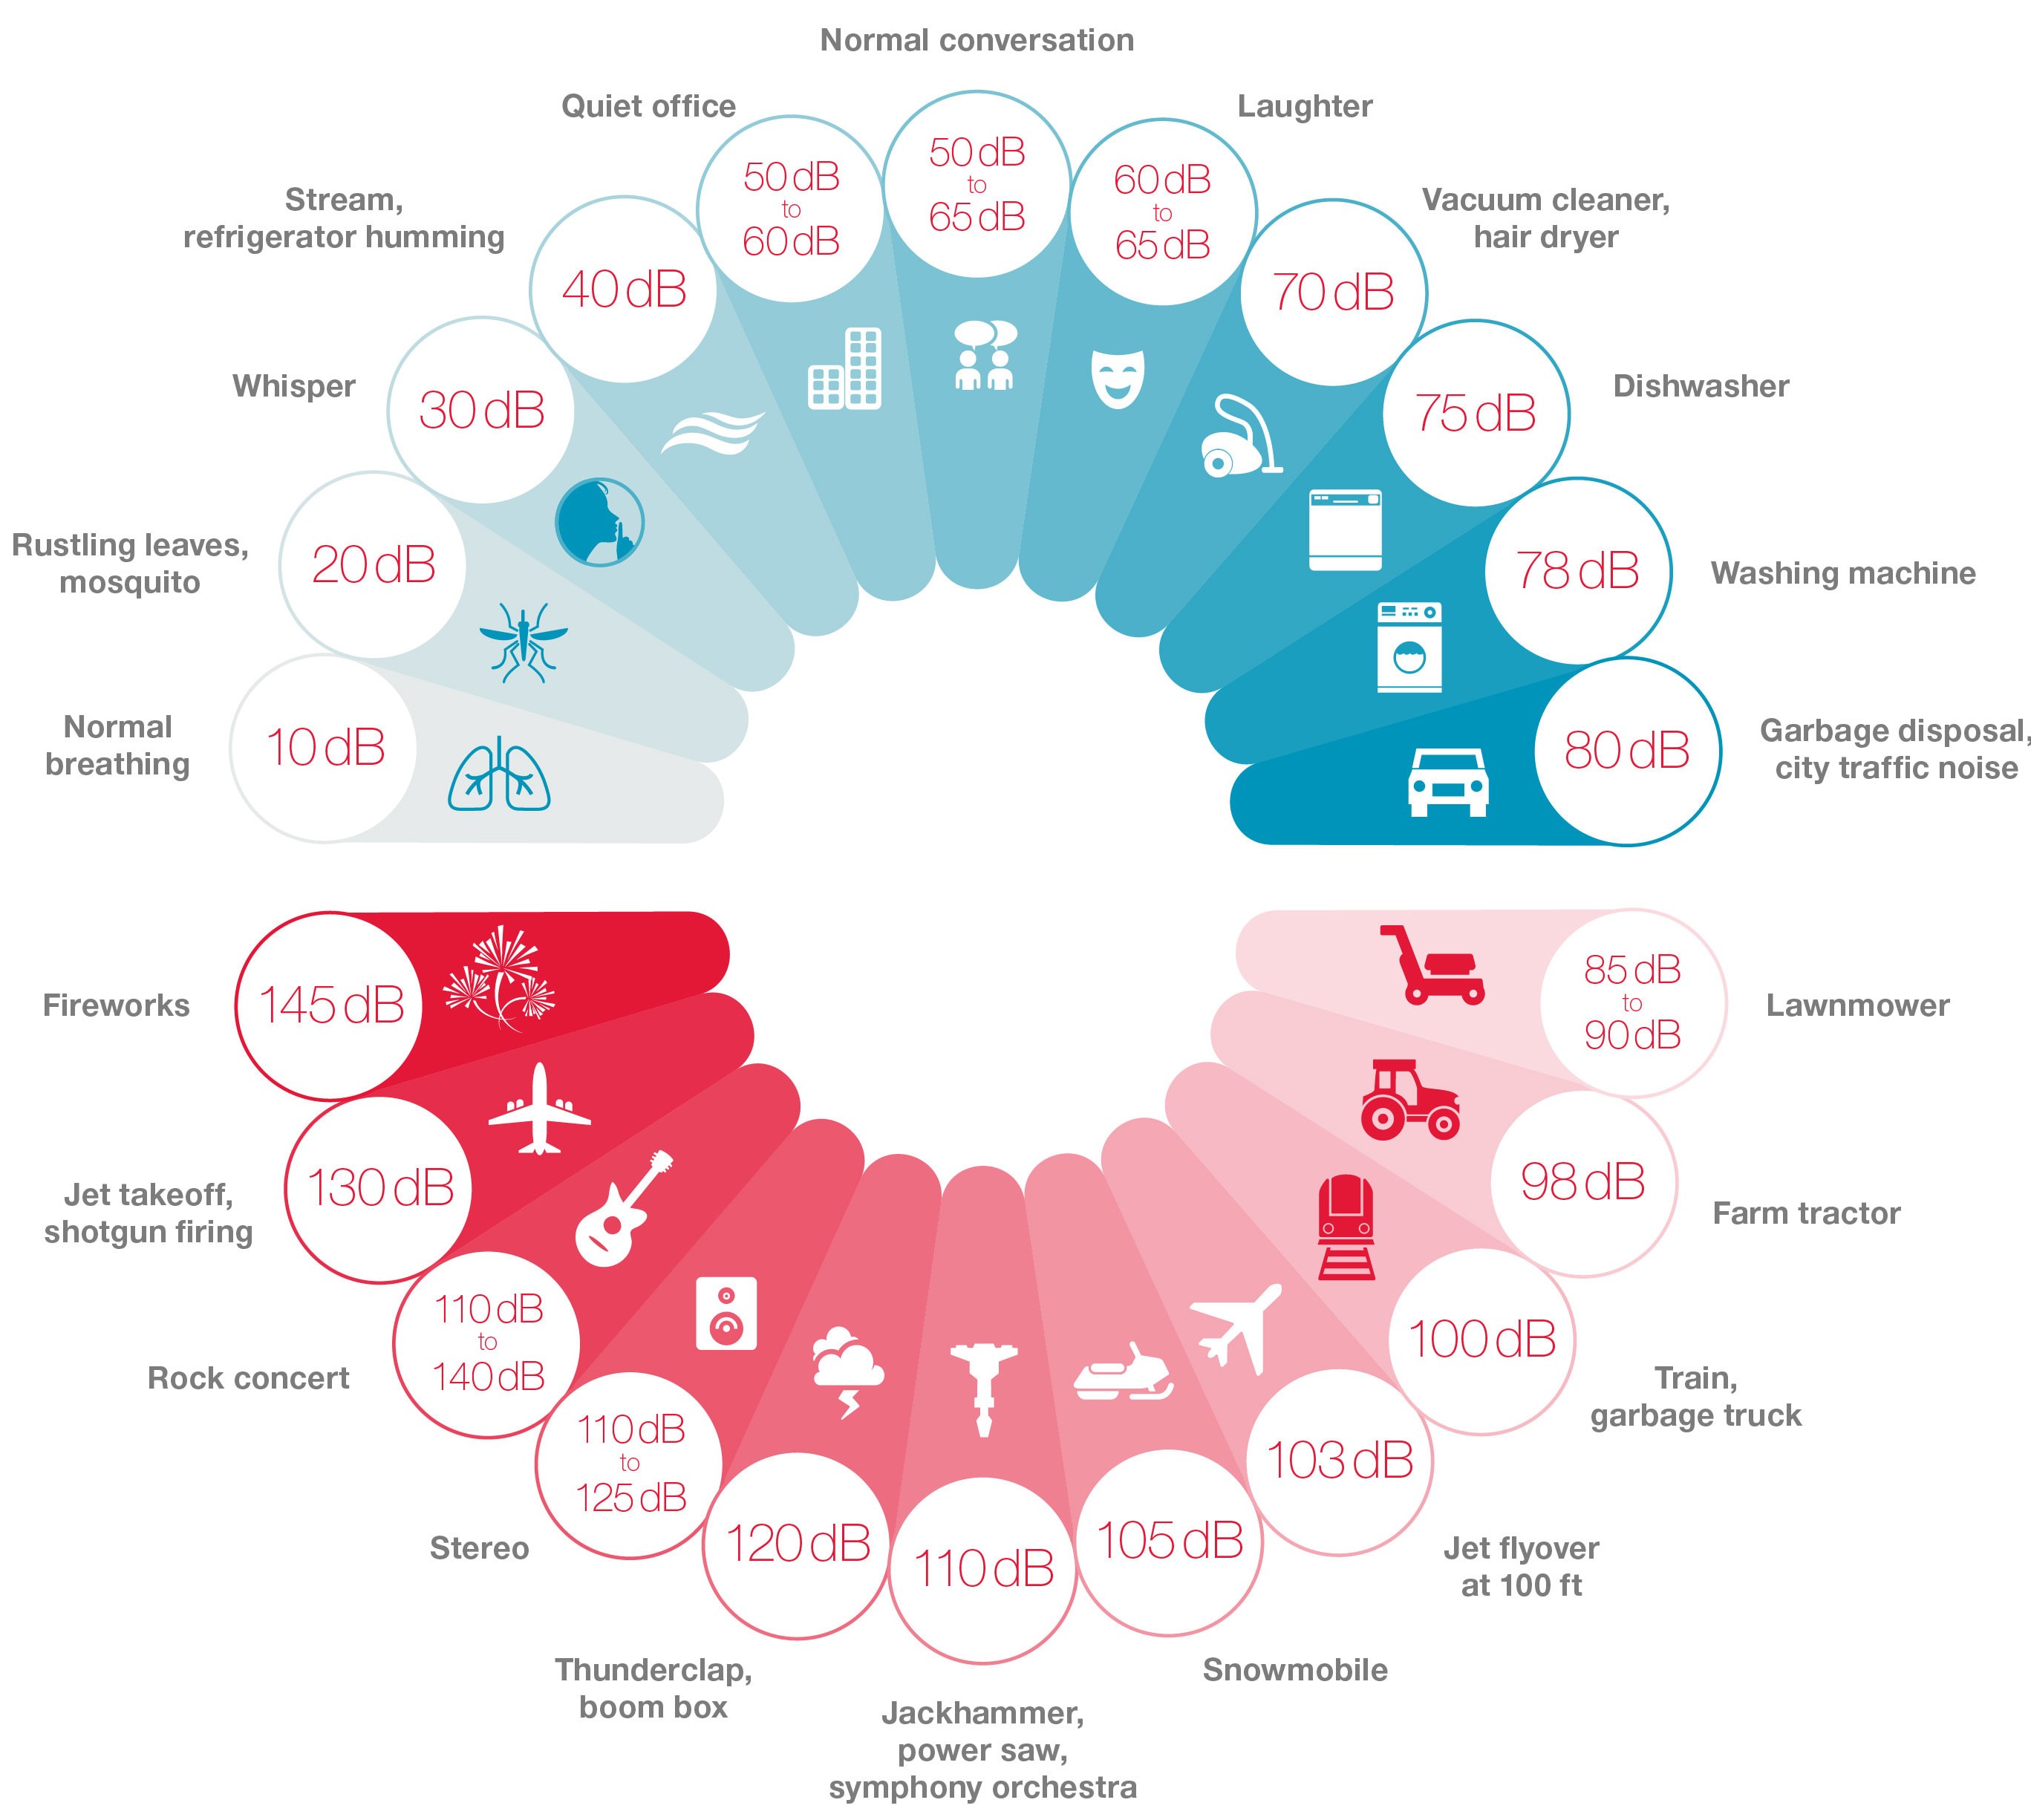 Normal conversation
50 dB
to
65 dB
Quiet office
50 dB
to
60 dB
Laughter
60 dB
to
65 dB
Stream,
refrigerator humming
40 dB
Vacuum cleaner,
hair dryer
70 dB
Whisper
30 dB
Dishwasher
75 dB
Rustling leaves,
mosquito
20 dB
Washing machine
78 dB
Normal
breathing
10 dB
Garbage disposal,
city traffic noise
80 dB
Fireworks
145 dB
Lawnmower
85 dB
to
90 dB
Jet takeoff,
shotgun firing
130 dB
Farm tractor
98 dB
Rock concert
110 dB
to
140 dB
Train,
garbage truck
100 dB
Stereo
110 dB
to
125 dB
Jet flyover
at 100 ft
103 dB
Thunderclap,
boom box
120 dB
Snowmobile
105 dB
Jackhammer,
power saw,
symphony orchestra
110 dB